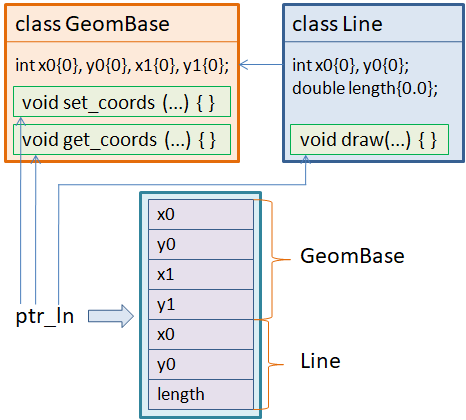 class GeomBase
int x0{0}, y0{0}, x1{0}, y1{0};
void set_coords (...) { }
void get_coords (...) { }
class Line
int x0{0}, y0{0};
double length{0.0};
void draw(...) { }
ptr_ln
x0
y0
x1
y1
x0
y0
length
GeomBase
Line